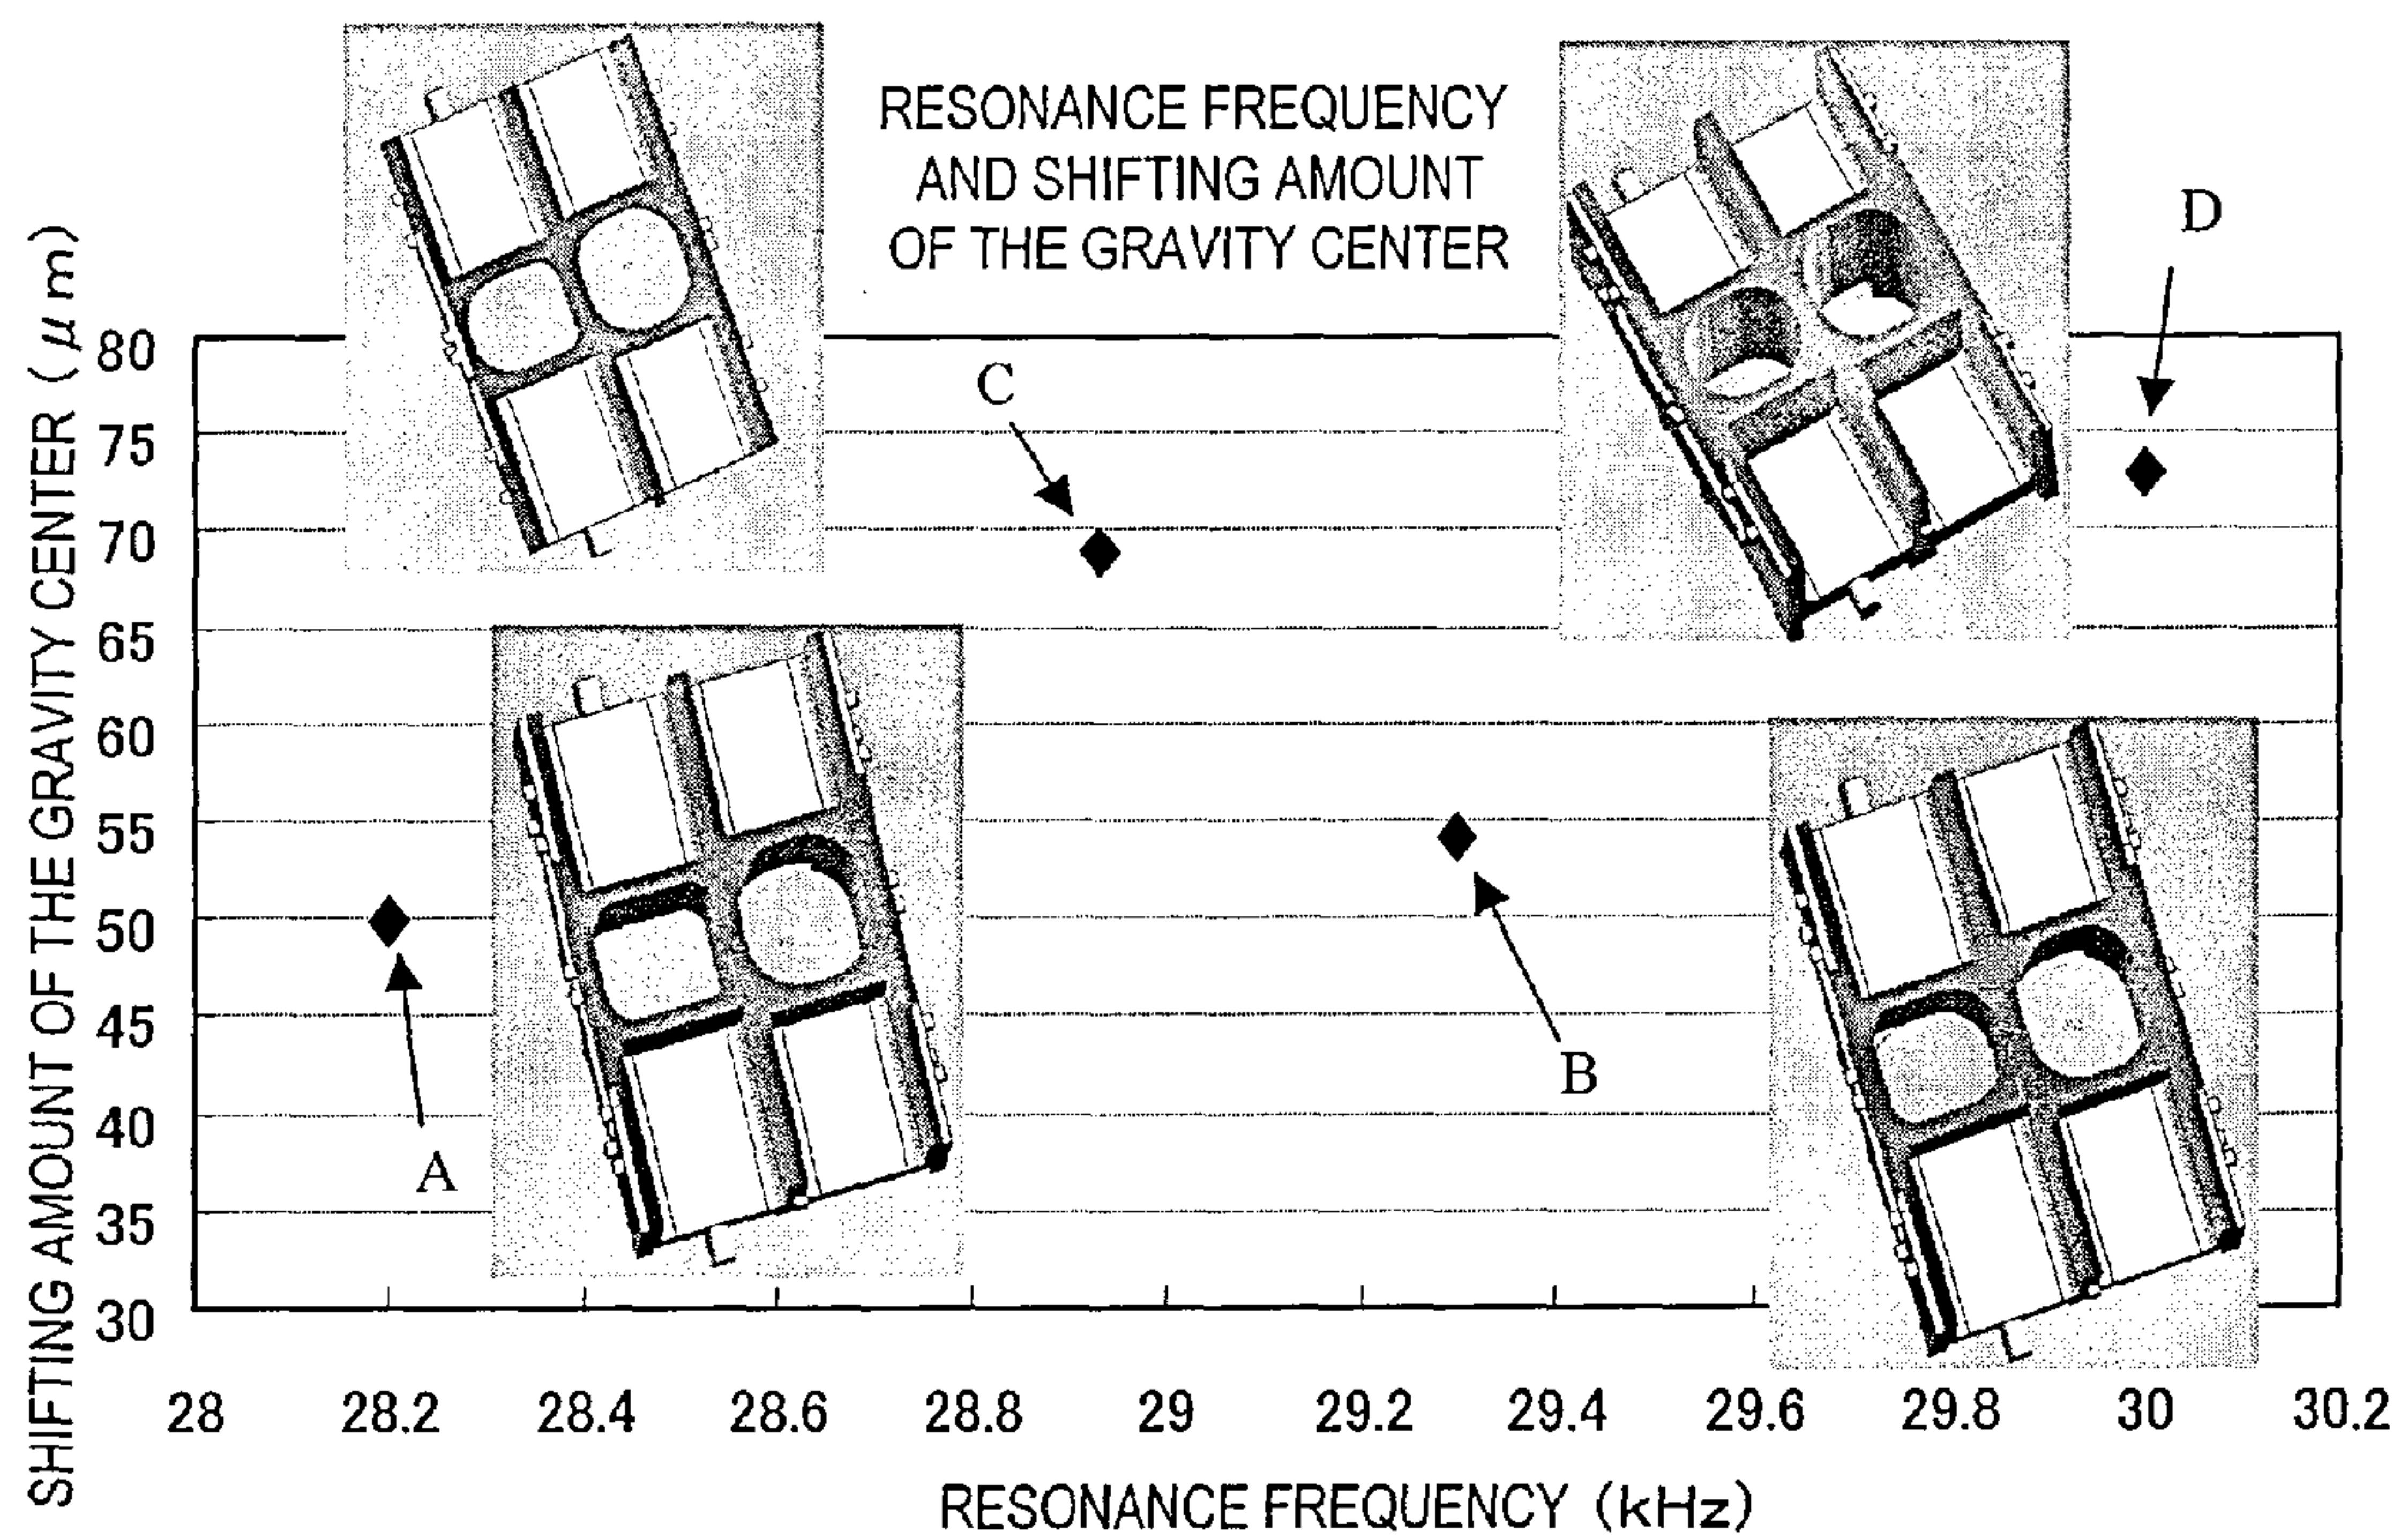 RESONANCE FREQUENCY
AND SHIFTING AMOUNT
OF THE GRAVITY CENTER
D
C
B
A
SHIFTING AMOUNT OF THE GRAVITY CENTER (μm)
80
75
70
65
60
55
50
45
40
35
30
28 28.2 28.4 28.6 28.8 29 29.2 29.4 29.6 29.8 30 30.2
RESONANCE FREQUENCY (kHz)